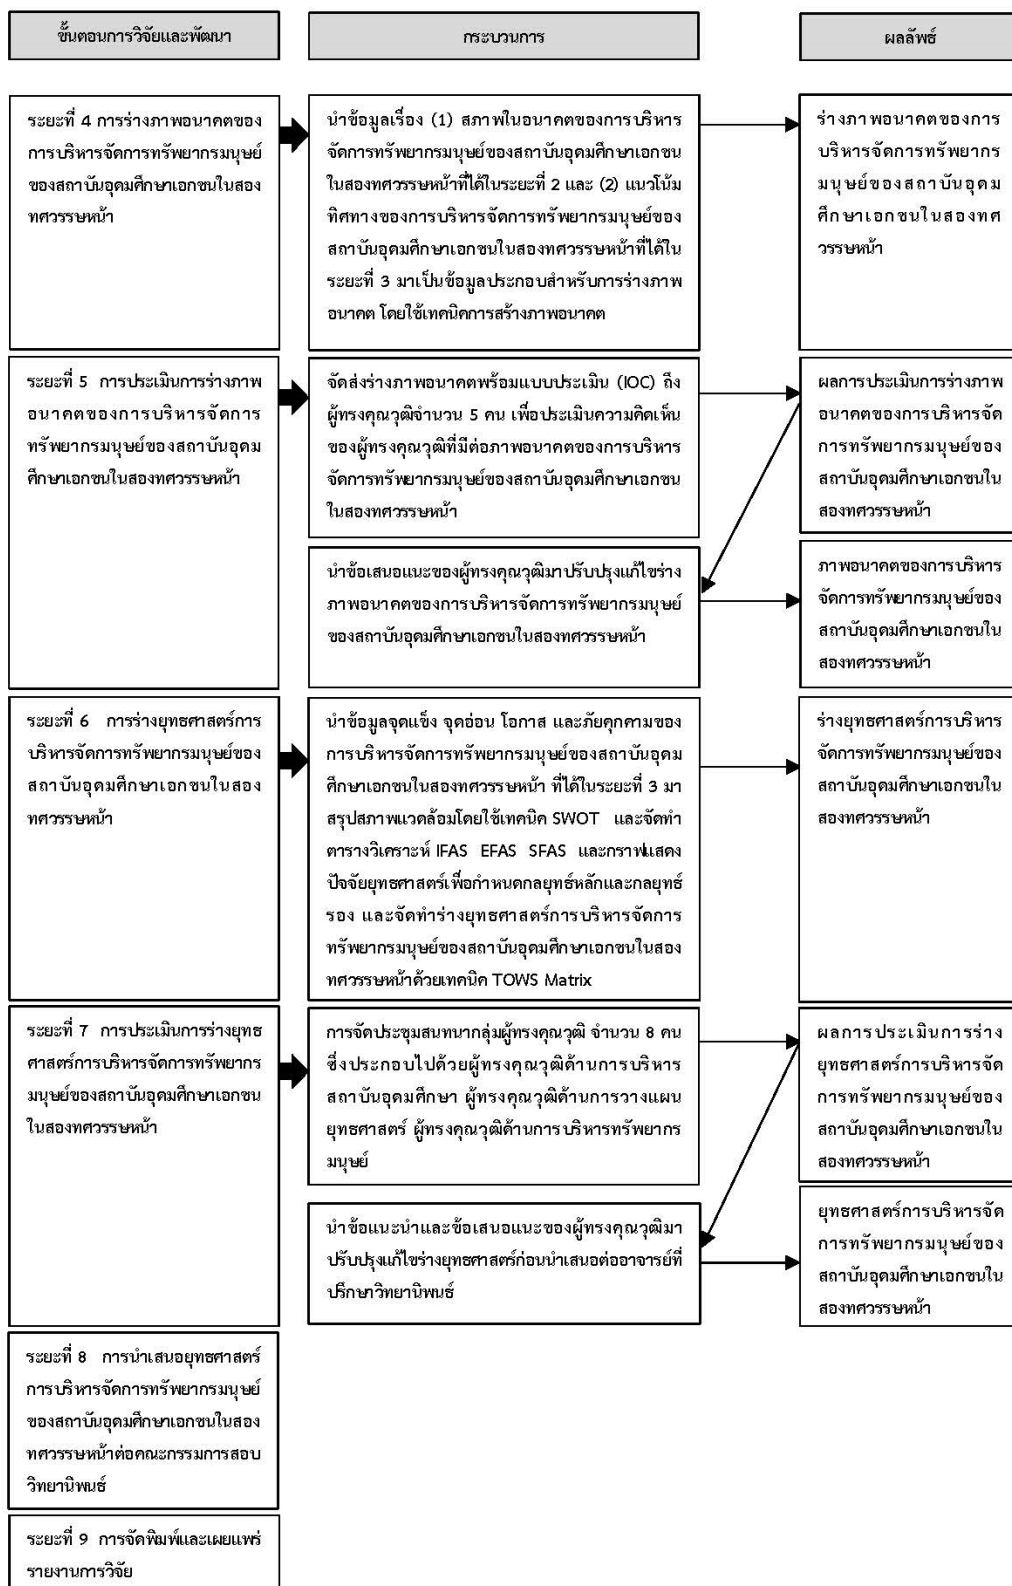 ขั้นตอนการวิจัยและพัฒนา
กระบวนการ
ผลลัพธ์
ระยะที่ 4 การร่างภาพอนาคตของ
การบริหารจัดการทรัพยากรมนุษย์
ของสถาบันอุดมศึกษาเอกชนในสอง
ทศวรรษหน้า
นำข้อมูลเรื่อง (1) สภาพในอนาคตของการบริหาร
จัดการทรัพยากรมนุษย์ของสถาบันอุดมศึกษาเอกชน
ในสองทศวรรษหน้าที่ได้ในระยะที่ 2 และ (2) แนวโน้ม
ทิศทางของการบริหารจัดการทรัพยากรมนุษย์ของ
สถาบันอุดมศึกษาเอกชนในสองทศวรรษหน้าที่ได้ใน
ระยะที่ 3 มาเป็นข้อมูลประกอบสำหรับการร่างภาพ
อนาคต โดยใช้เทคนิคการสร้างภาพอนาคต
ร่างภาพอนาคตของการ
บริหารจัดการทรัพยากร
มนุษย์ของสถาบันอุดม
ศึกษาเอกชนในสองทศ
วรรษหน้า
ระยะที่ 5 การประเมินการร่างภาพ
อนาคตของการบริหารจัดการ
ทรัพยากรมนุษย์ของสถาบันอุดม
ศึกษาเอกชนในสองทศวรรษหน้า
จัดส่งร่างภาพอนาคตพร้อมแบบประเมิน (IOC) ถึง
ผู้ทรงคุณวุฒิจำนวน 5 คน เพื่อประเมินความคิดเห็น
ของผู้ทรงคุณวุฒิที่มีต่อภาพอนาคตของการบริหาร
จัดการทรัพยากรมนุษย์ของสถาบันอุดมศึกษาเอกชน
ในสองทศวรรษหน้า
ผลการประเมินการร่างภาพ
อนาคตของการบริหารจัด
การทรัพยากรมนุษย์ของ
สถาบันอุดมศึกษาเอกชนใน
สองทศวรรษหน้า
นำข้อเสนอแนะของผู้ทรงคุณวุฒิมาปรับปรุงแก้ไขร่าง
ภาพอนาคตของการบริหารจัดการทรัพยากรมนุษย์
ของสถาบันอุดมศึกษาเอกชนในสองทศวรรษหน้า
ภาพอนาคตของการบริหาร
จัดการทรัพยากรมนุษย์ของ
สถาบันอุดมศึกษาเอกชนใน
สองทศวรรษหน้า
ระยะที่ 6 การร่างยุทธศาสตร์การ
บริหารจัดการทรัพยากรมนุษย์ของ
สถาบันอุดมศึกษาเอกชนในสอง
ทศวรรษหน้า
นำข้อมูลจุดแข็ง จุดอ่อน โอกาส และภัยคุกคามของ
การบริหารจัดการทรัพยากรมนุษย์ของสถาบันอุดม
ศึกษาเอกชนในสองทศวรรษหน้า ที่ได้ในระยะที่ 3 มา
สรุปสภาพแวดล้อมโดยใช้เทคนิค SWOT และจัดทำ
ตารางวิเคราะห์ IFAS EFAS SFAS และกราฟแสดง
ปัจจัยยุทธศาสตร์เพื่อกำหนดกลยุทธ์หลักและกลยุทธ์
รอง และจัดทำร่างยุทธศาสตร์การบริหารจัดการ
ทรัพยากรมนุษย์ของสถาบันอุดมศึกษาเอกชนในสอง
ทศวรรษหน้าด้วยเทคนิค TOWS Matrix
ร่างยุทธศาสตร์การบริหาร
จัดการทรัพยากรมนุษย์ของ
สถาบันอุดมศึกษาเอกชนใน
สองทศวรรษหน้า
ระยะที่ 7 การประเมินการร่างยุทธ
ศาสตร์การบริหารจัดการทรัพยากร
มนุษย์ของสถาบันอุดมศึกษาเอกชน
ในสองทศวรรษหน้า
การจัดประชุมสนทนากลุ่มผู้ทรงคุณวุฒิ จำนวน 8 คน
ซึ่งประกอบไปด้วยผู้ทรงคุณวุฒิด้านการบริหาร
สถาบันอุดมศึกษา ผู้ทรงคุณวุฒิด้านการวางแผน
ยุทธศาสตร์ ผู้ทรงคุณวุฒิด้านการบริหารทรัพยากร
มนุษย์
ผลการประเมินการร่าง
ยุทธศาสตร์การบริหารจัด
การทรัพยากรมนุษย์ของ
สถาบันอุดมศึกษาเอกชนใน
สองทศวรรษหน้า
นำข้อแนะนำและข้อเสนอแนะของผู้ทรงคุณวุฒิมา
ปรับปรุงแก้ไขร่างยุทธศาสตร์ก่อนนำเสนอต่ออาจารย์ที่
ปรึกษาวิทยานิพนธ์
ยุทธศาสตร์การบริหารจัด
การทรัพยากรมนุษย์ของ
สถาบันอุดมศึกษาเอกชนใน
สองทศวรรษหน้า
ระยะที่ 8 การนำเสนอยุทธศาสตร์
การบริหารจัดการทรัพยากรมนุษย์
ของสถาบันอุดมศึกษาเอกชนในสอง
ทศวรรษหน้าต่อคณะกรรมการสอบ
วิทยานิพนธ์
ระยะที่ 9 การจัดพิมพ์และเผยแพร่
รายงานการวิจัย